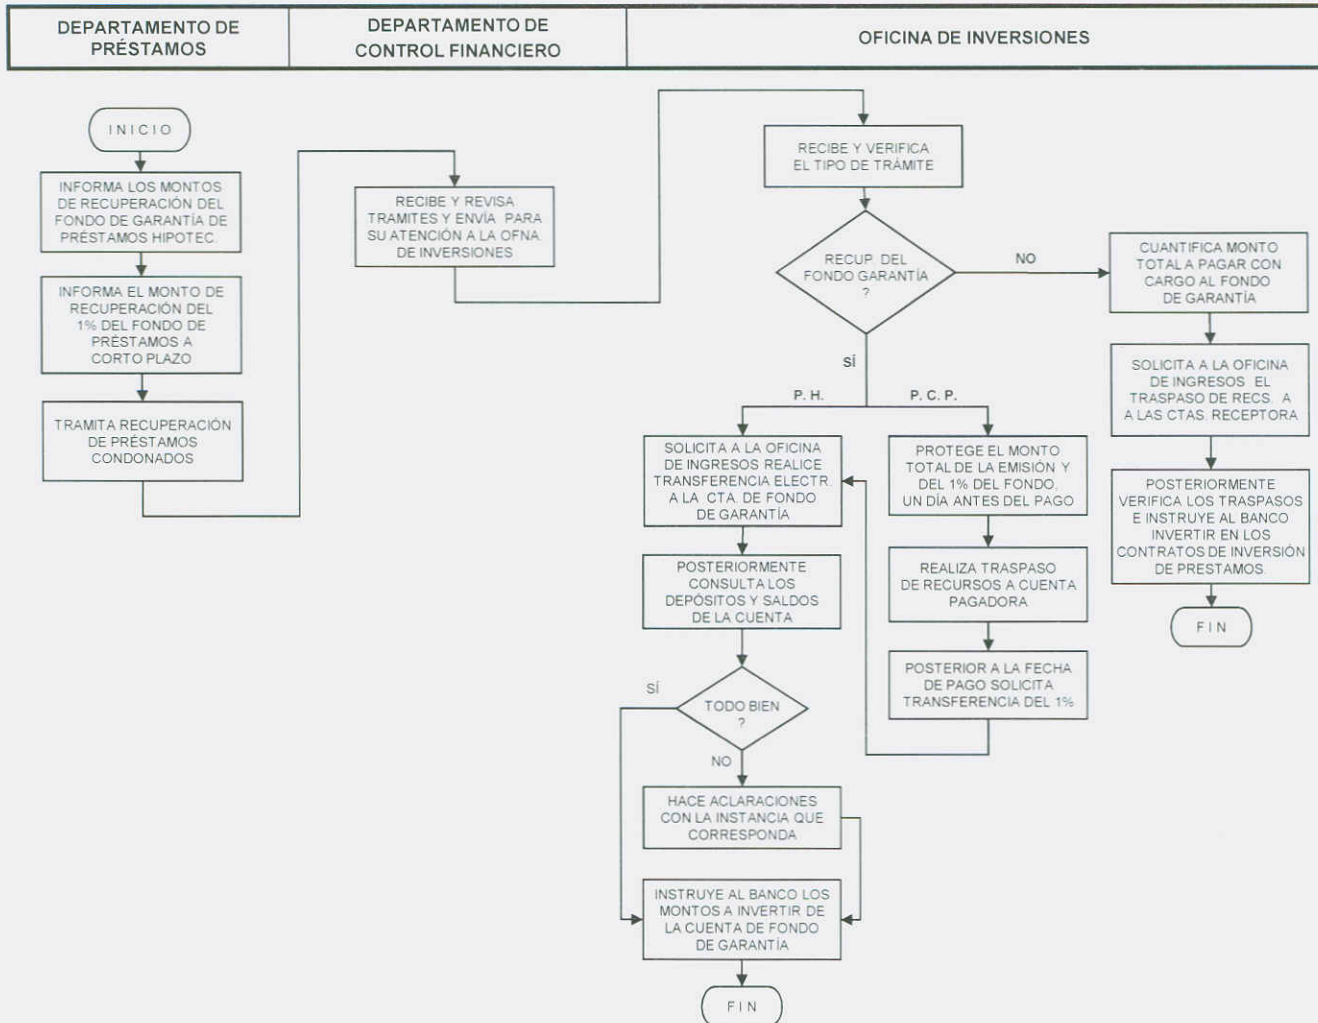 DEPARTAMENTO DE
PRÉSTAMOS
DEPARTAMENTO DE
CONTROL FINANCIERO
OFICINA DE INVERSIONES
INICIO
INFORMA LOS MONTOS
DE RECUPERACIÓN DEL
FONDO DE GARANTÍA DE
PRÉSTAMOS HIPOTEC.
INFORMA EL MONTO DE
RECUPERACIÓN DEL
1% DEL FONDO DE
PRÉSTAMOS A
CORTO PLAZO
TRAMITA RECUPERACIÓN
DE PRÉSTAMOS
CONDONADOS
RECIBE Y REVISA
TRAMITES Y ENVÍA PARA
SU ATENCIÓN A LA OFNA.
DE INVERSIONES
RECIBE Y VERIFICA
EL TIPO DE TRÁMITE
RECUP. DEL
FONDO GARANTÍA
?
NO
SÍ
CUANTIFICA MONTO
TOTAL A PAGAR CON
CARGO AL FONDO
DE GARANTÍA
SOLICITA A LA OFICINA
DE INGRESOS EL
TRASPASO DE RECS. A
A LAS CTAS. RECEPTORA
POSTERIORMENTE
VERIFICA LOS TRASPASOS
E INSTRUYE AL BANCO
INVERTIR EN LOS
CONTRATOS DE INVERSIÓN
DE PRESTAMOS.
FIN
P. H.
P. C. P.
SOLICITA A LA OFICINA
DE INGRESOS REALICE
TRANSFERENCIA ELECTR.
A LA CTA. DE FONDO
DE GARANTÍA
PROTEGE EL MONTO
TOTAL DE LA EMISIÓN Y
DEL 1% DEL FONDO,
UN DÍA ANTES DEL PAGO
POSTERIORMENTE
CONSULTA LOS
DEPÓSITOS Y SALDOS
DE LA CUENTA
REALIZA TRASPASO
DE RECURSOS A CUENTA
PAGADORA
POSTERIOR A LA FECHA
DE PAGO SOLICITA
TRANSFERENCIA DEL 1%
SÍ
TODO BIEN
?
NO
HACE ACLARACIONES
CON LA INSTANCIA QUE
CORRESPONDA
INSTRUYE AL BANCO LOS
MONTOS A INVERTIR DE
LA CUENTA DE FONDO
DE GARANTÍA
FIN